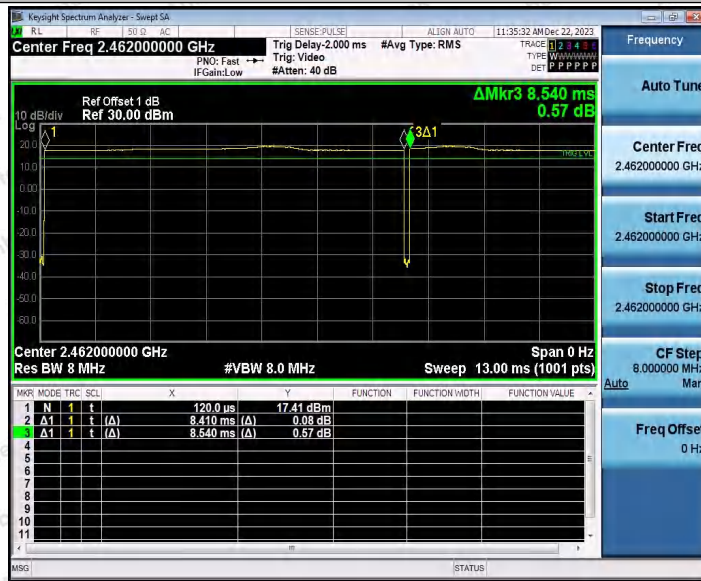 Keysight Spectrum Analyzer - Swept SA
RL RF 50 Ω AC SENSE:PULSE ALIGN AUTO 11:35:32 AM Dec 22, 2023
Center Freq 2.462000000 GHz
PNO: Fast
IFGain:Low
Trig Delay-2.000 ms
Trig: Video
#Atten: 40 dB
#Avg Type: RMS
TRACE 1 2 3 4 5 6
TYPE WWWWWW
DET P P P P P P
Frequency
Auto Tune
Center Freq
2.462000000 GHz
Start Freq
2.462000000 GHz
Stop Freq
2.462000000 GHz
CF Step
8.000000 MHz
Auto Man
Freq Offset
0 Hz
ΔMkr3 8.540 ms
0.57 dB
Ref Offset 1 dB
10 dB/div Ref 30.00 dBm
Log
1
3Δ1
TRIG LVL
20.0
10.0
0.00
-10.0
-20.0
-30.0
-40.0
-50.0
-60.0
Center 2.462000000 GHz Span 0 Hz
Res BW 8 MHz #VBW 8.0 MHz Sweep 13.00 ms (1001 pts)
MKR MODE TRC SCL X Y FUNCTION FUNCTION WIDTH FUNCTION VALUE
1 N 1 t 120.0 µs 17.41 dBm
2 Δ1 1 t (Δ) 8.410 ms (Δ) 0.08 dB
3 Δ1 1 t (Δ) 8.540 ms (Δ) 0.57 dB
4
5
6
7
8
9
10
11
MSG STATUS